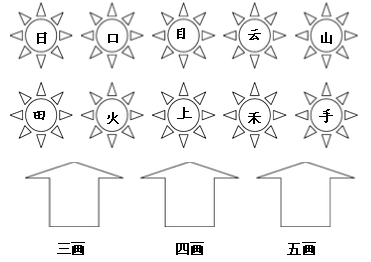 日 口 目 云 山
田 火 上 禾 手
三画 四画 五画